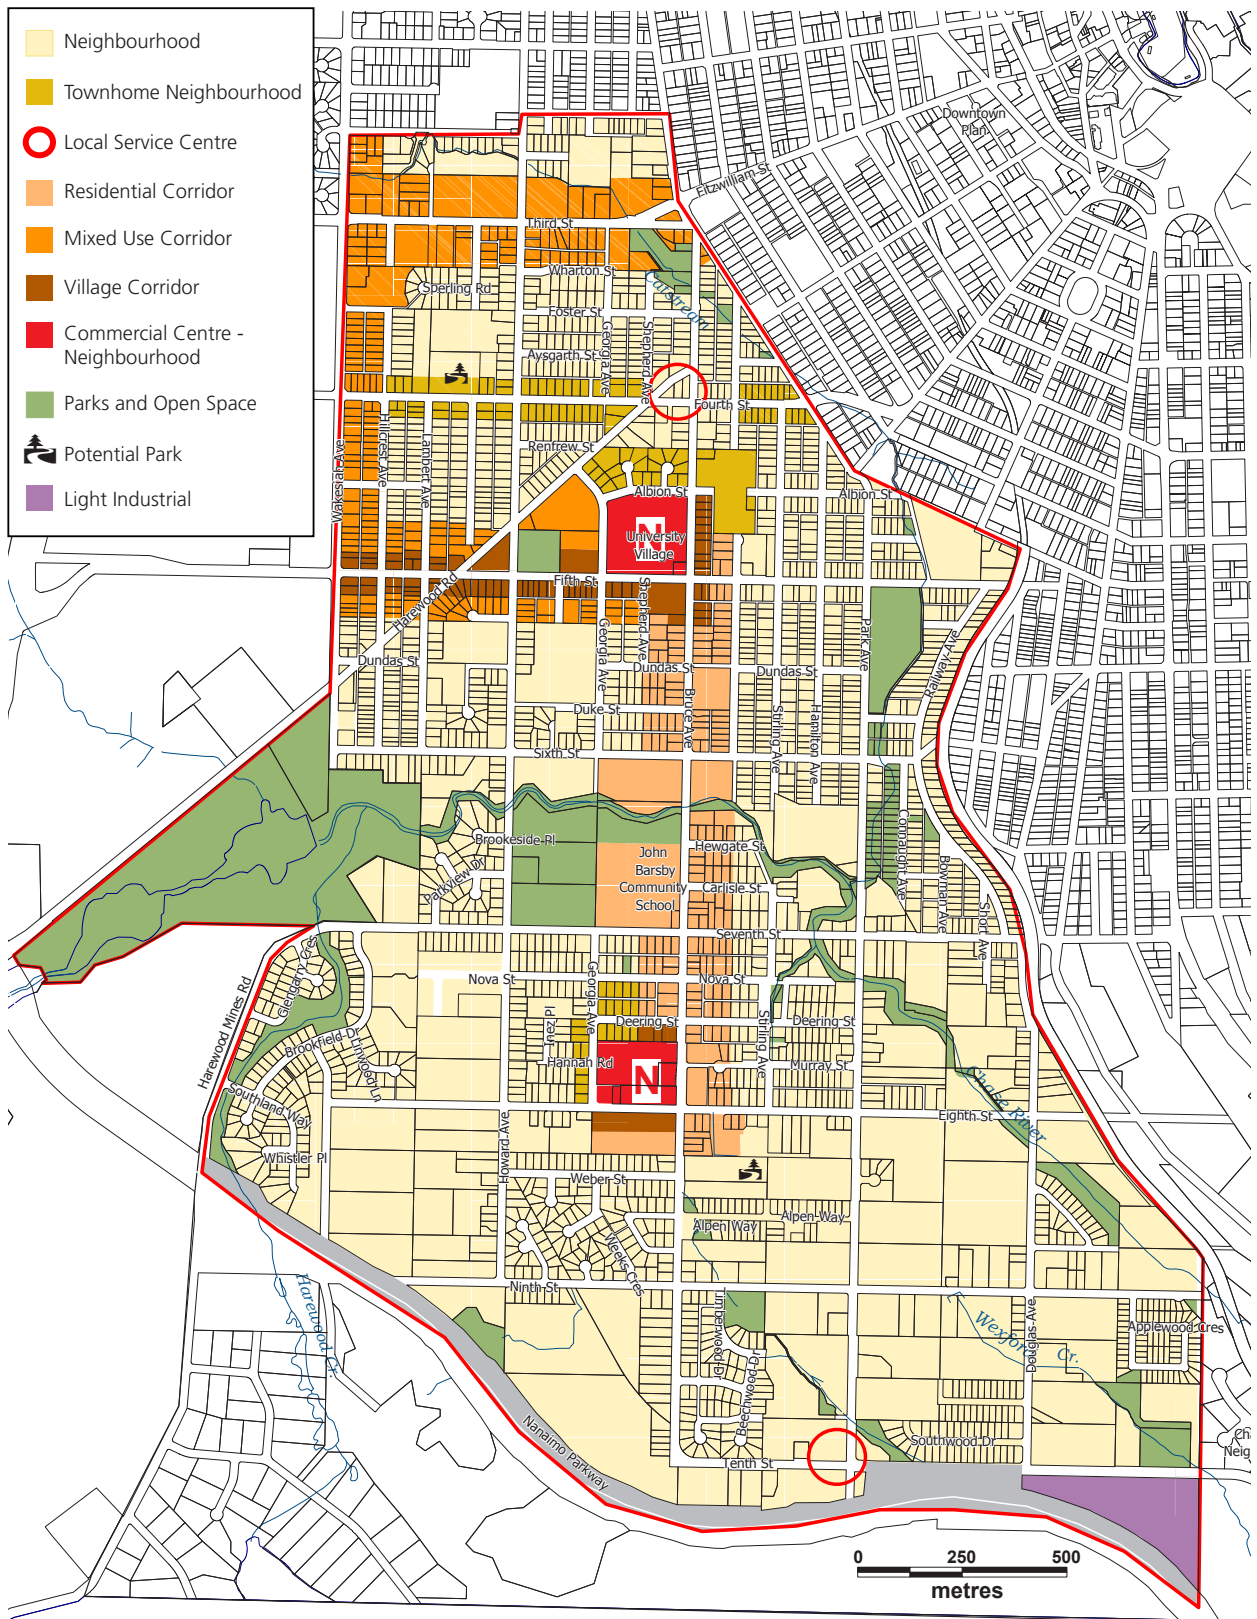 Neighbourhood
Townhome Neighbourhood
Local Service Centre
Residential Corridor
Mixed Use Corridor
Village Corridor
Commercial Centre -
Neighbourhood
Parks and Open Space
Potential Park
Light Industrial
Downtown
Plan
Fitzwilliam St
Third St
Wharton St
Sperling Rd
Catstream
Foster St
Georgia Ave
Shepherd Ave
Aysgarth St
Fourth St
Hillcrest Ave
Wakesiah Ave
Lambert Ave
Renfrew St
Albion St
Albion St
N
University
Village
Fifth St
Harewood Rd
Shepherd Ave
Georgia Ave
Park Ave
Railway Ave
Dundas St
Dundas St
Dundas St
Bruce Ave
Duke St
Stirling Ave
Hamilton Ave
Sixth St
Brookeside Pl
Parkview Dr
Hewgate St
John
Barsby
Community
School
Carlisle St
Connaught Ave
Bowman Ave
Short Ave
Seventh St
Glengarry Cres
Harewood Mines Rd
Nova St
Nova St
Georgia Ave
Inez Pl
Deering St
Deering St
Stirling Ave
Brookfield Dr
Linwood Ln
Hannah Rd
N
Murray St
Chase River
Southland Way
Eighth St
Howard Ave
Whistler Pl
Weber St
Alpen Way
Alpen Way
Weeks Cres
Harewood Cr.
Ninth St
Timberwood Dr
Beechwood Dr
Wexford Cr.
Douglas Ave
Applewood Cres
Nanaimo Parkway
Southwood Dr
Tenth St
Ch
Neig
0 250 500
metres